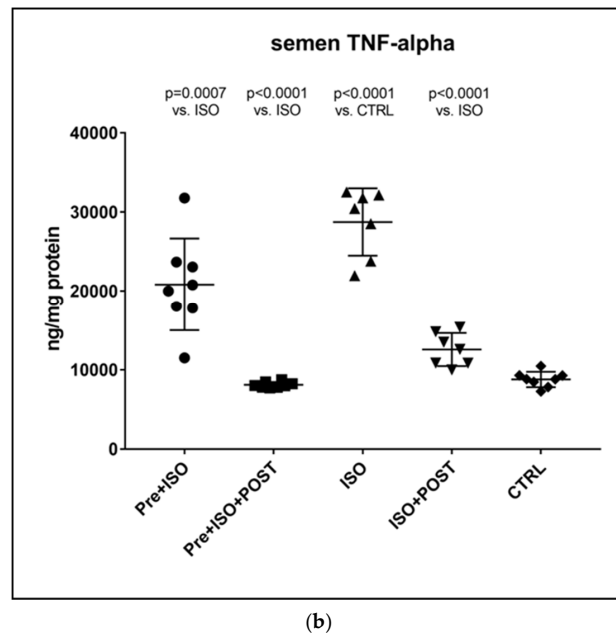 semen TNF-alpha
p=0.0007 p<0.0001 p<0.0001 p<0.0001
vs. ISO vs. ISO vs. CTRL vs. ISO
40000
30000
20000
10000
0
ng/mg protein
Pre+ISO
Pre+ISO+POST
ISO
ISO+POST
CTRL
(b)